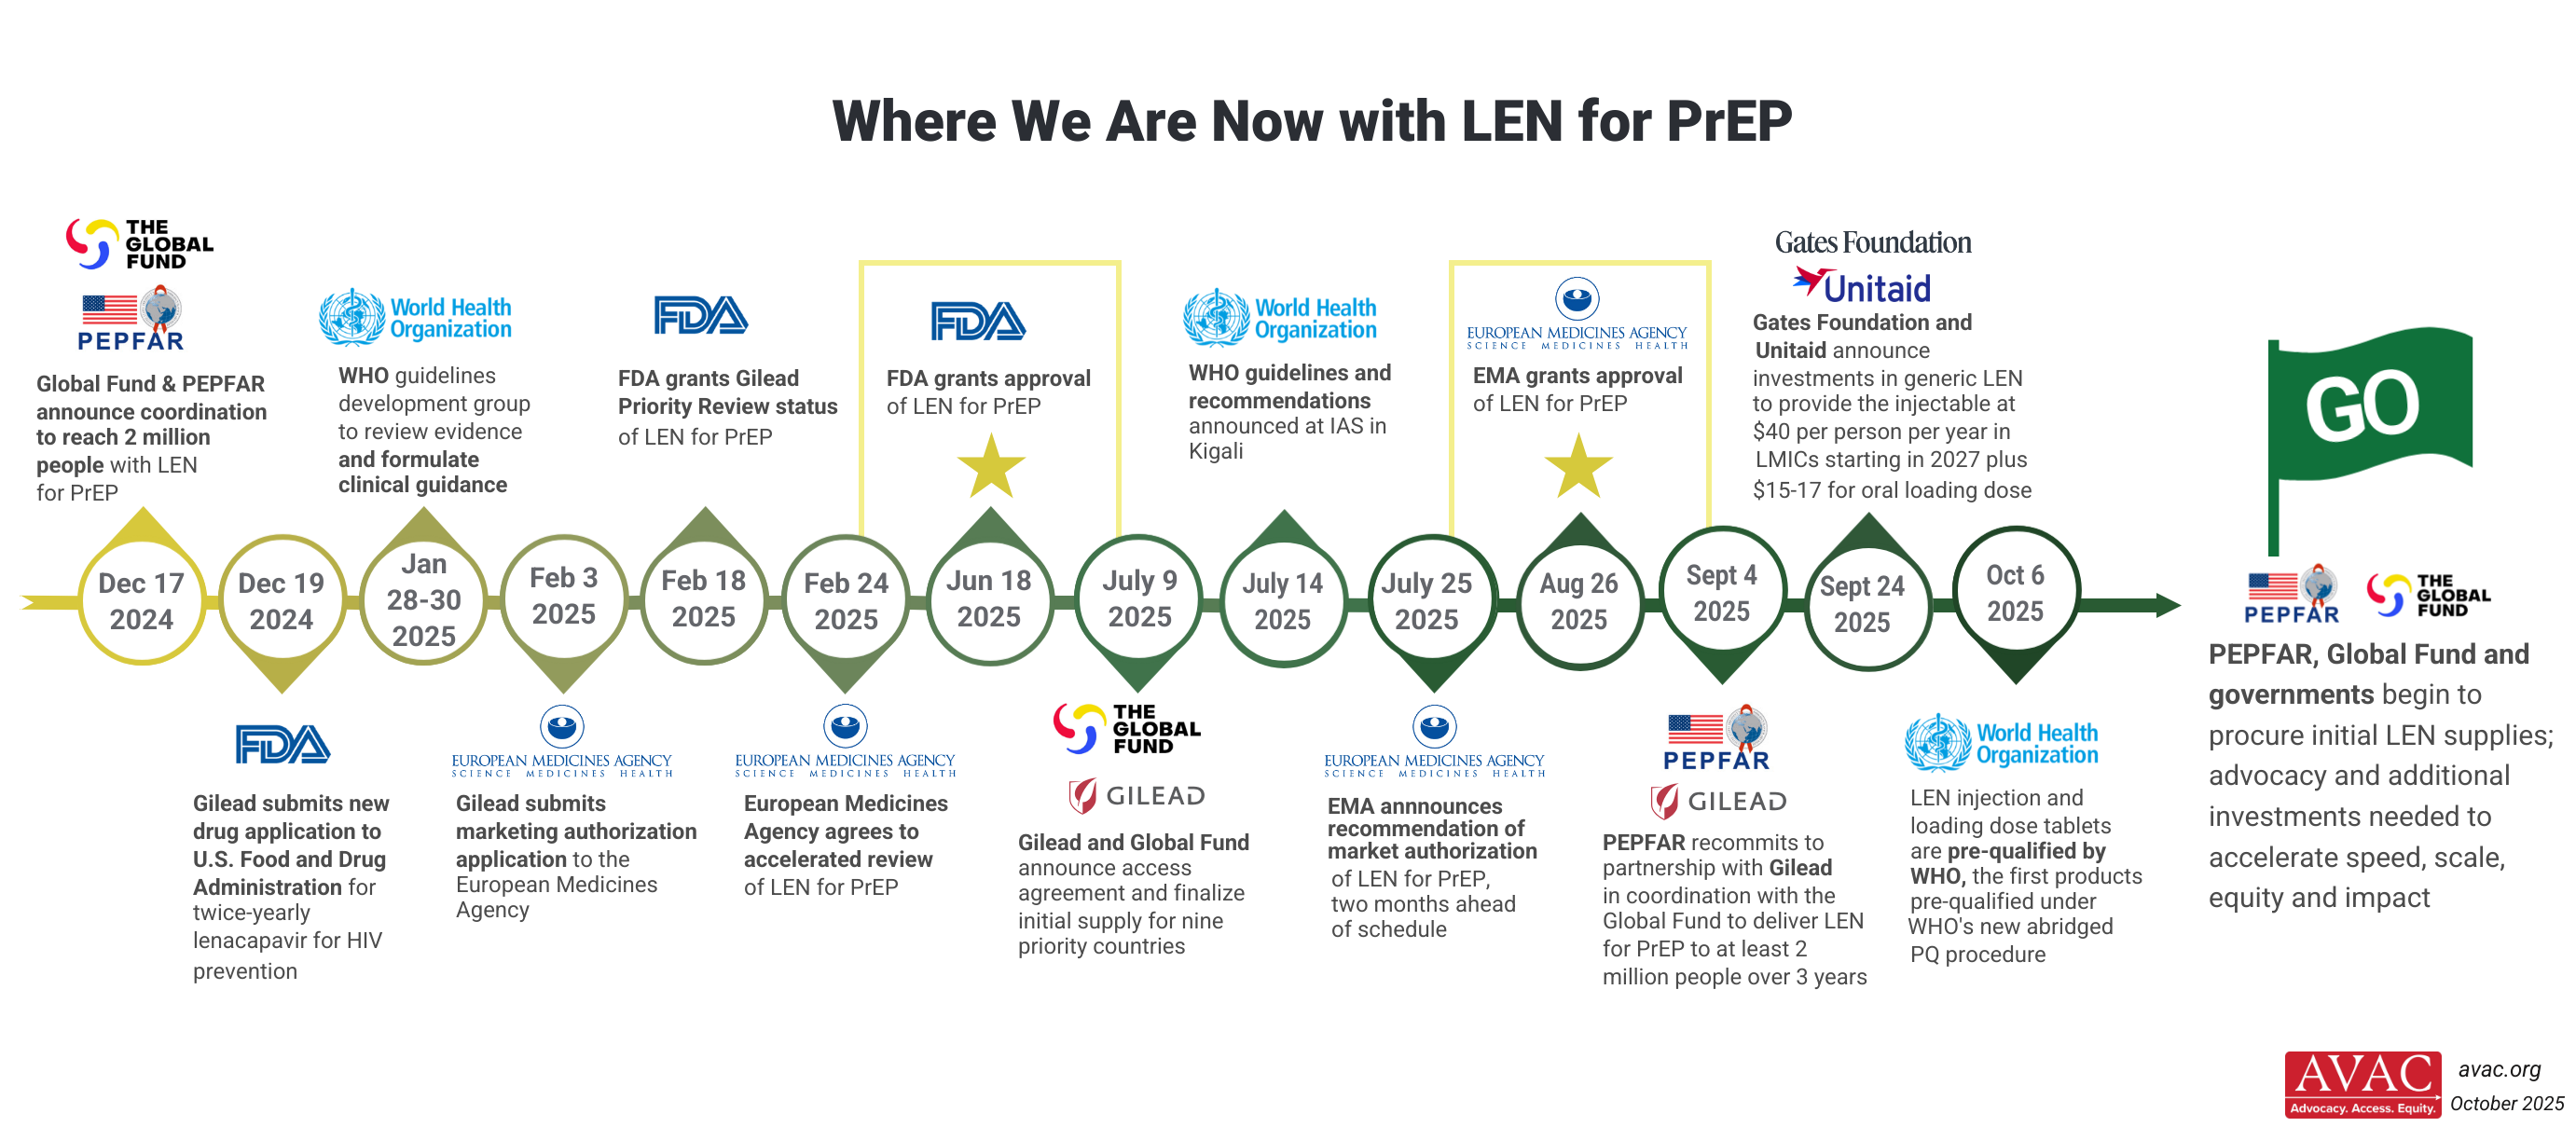 Where We Are Now with LEN for PrEP
THE
GLOBAL
FUND
PEPFAR
Global Fund & PEPFAR
announce coordination
to reach 2 million
people with LEN
for PrEP
Dec 17
2024
Dec 19
2024
FDA
Gilead submits new
drug application to
U.S. Food and Drug
Administration for
twice-yearly
lenacapavir for HIV
prevention
World Health
Organization
WHO guidelines
development group
to review evidence
and formulate
clinical guidance
Jan
28-30
2025
Feb 3
2025
EUROPEAN MEDICINES AGENCY
SCIENCE MEDICINES HEALTH
Gilead submits
marketing authorization
application to the
European Medicines
Agency
FDA
FDA grants Gilead
Priority Review status
of LEN for PrEP
Feb 18
2025
Feb 24
2025
EUROPEAN MEDICINES AGENCY
SCIENCE MEDICINES HEALTH
European Medicines
Agency agrees to
accelerated review
of LEN for PrEP
FDA
FDA grants approval
of LEN for PrEP
Jun 18
2025
July 9
2025
THE
GLOBAL
FUND
GILEAD
Gilead and Global Fund
announce access
agreement and finalize
initial supply for nine
priority countries
World Health
Organization
WHO guidelines and
recommendations
announced at IAS in
Kigali
July 14
2025
July 25
2025
EUROPEAN MEDICINES AGENCY
SCIENCE MEDICINES HEALTH
EMA annnounces
recommendation of
market authorization
of LEN for PrEP,
two months ahead
of schedule
EUROPEAN MEDICINES AGENCY
SCIENCE MEDICINES HEALTH
EMA grants approval
of LEN for PrEP
Aug 26
2025
Sept 4
2025
PEPFAR
GILEAD
PEPFAR recommits to
partnership with Gilead
in coordination with the
Global Fund to deliver LEN
for PrEP to at least 2
million people over 3 years
Gates Foundation
Unitaid
Gates Foundation and
Unitaid announce
investments in generic LEN
to provide the injectable at
$40 per person per year in
LMICs starting in 2027 plus
$15-17 for oral loading dose
Sept 24
2025
Oct 6
2025
World Health
Organization
LEN injection and
loading dose tablets
are pre-qualified by
WHO, the first products
pre-qualified under
WHO's new abridged
PQ procedure
GO
PEPFAR
THE
GLOBAL
FUND
PEPFAR, Global Fund and
governments begin to
procure initial LEN supplies;
advocacy and additional
investments needed to
accelerate speed, scale,
equity and impact
AVAC
Advocacy. Access. Equity.
avac.org
October 2025